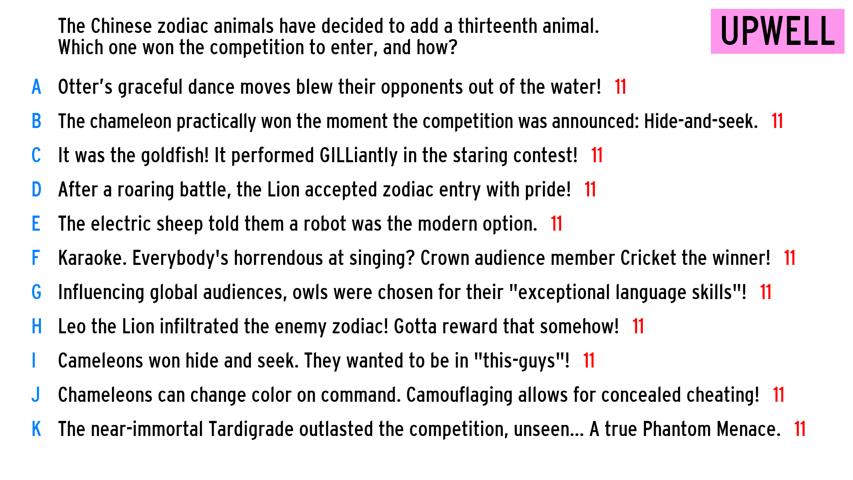 The Chinese zodiac animals have decided to add a thirteenth animal.
Which one won the competition to enter, and how?
UPWELL
A Otter's graceful dance moves blew their opponents out of the water! 11
B The chameleon practically won the moment the competition was announced: Hide-and-seek. 11
C It was the goldfish! It performed GILLiantly in the staring contest! 11
D After a roaring battle, the Lion accepted zodiac entry with pride! 11
E The electric sheep told them a robot was the modern option. 11
F Karaoke. Everybody's horrendous at singing? Crown audience member Cricket the winner! 11
G Influencing global audiences, owls were chosen for their "exceptional language skills"! 11
H Leo the Lion infiltrated the enemy zodiac! Gotta reward that somehow! 11
I Cameleons won hide and seek. They wanted to be in "this-guys"! 11
J Chameleons can change color on command. Camouflaging allows for concealed cheating! 11
K The near-immortal Tardigrade outlasted the competition, unseen... A true Phantom Menace. 11